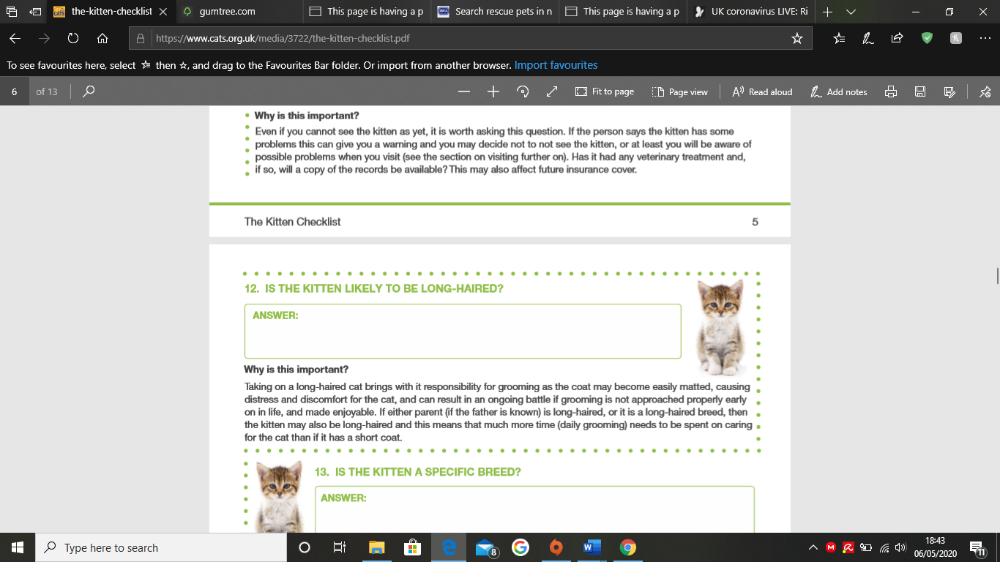 the-kitten-checklist
gumtree.com
This page is having a p
Search rescue pets in n
This page is having a p
UK coronavirus LIVE: Ri
https://www.cats.org.uk/media/3722/the-kitten-checklist.pdf
To see favourites here, select ☆ then ☆, and drag to the Favourites Bar folder. Or import from another browser. Import favourites
6 of 13
Fit to page
Page view
Read aloud
Add notes
Why is this important?
Even if you cannot see the kitten as yet, it is worth asking this question. If the person says the kitten has some
problems this can give you a warning and you may decide not to not see the kitten, or at least you will be aware of
possible problems when you visit (see the section on visiting further on). Has it had any veterinary treatment and,
if so, will a copy of the records be available? This may also affect future insurance cover.
The Kitten Checklist 5
12. IS THE KITTEN LIKELY TO BE LONG-HAIRED?
ANSWER:
Why is this important?
Taking on a long-haired cat brings with it responsibility for grooming as the coat may become easily matted, causing
distress and discomfort for the cat, and can result in an ongoing battle if grooming is not approached properly early
on in life, and made enjoyable. If either parent (if the father is known) is long-haired, or it is a long-haired breed, then
the kitten may also be long-haired and this means that much more time (daily grooming) needs to be spent on caring
for the cat than if it has a short coat.
13. IS THE KITTEN A SPECIFIC BREED?
ANSWER:
Type here to search
8
18:43
06/05/2020
11